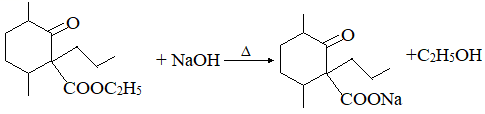 O O
COOC2H5 + NaOH Δ COONa +C2H5OH